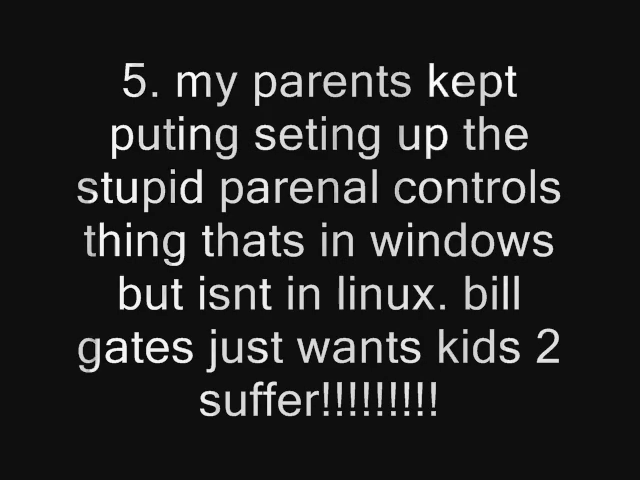 5. my parents kept
puting seting up the
stupid parenal controls
thing thats in windows
but isnt in linux. bill
gates just wants kids 2
suffer!!!!!!!!!